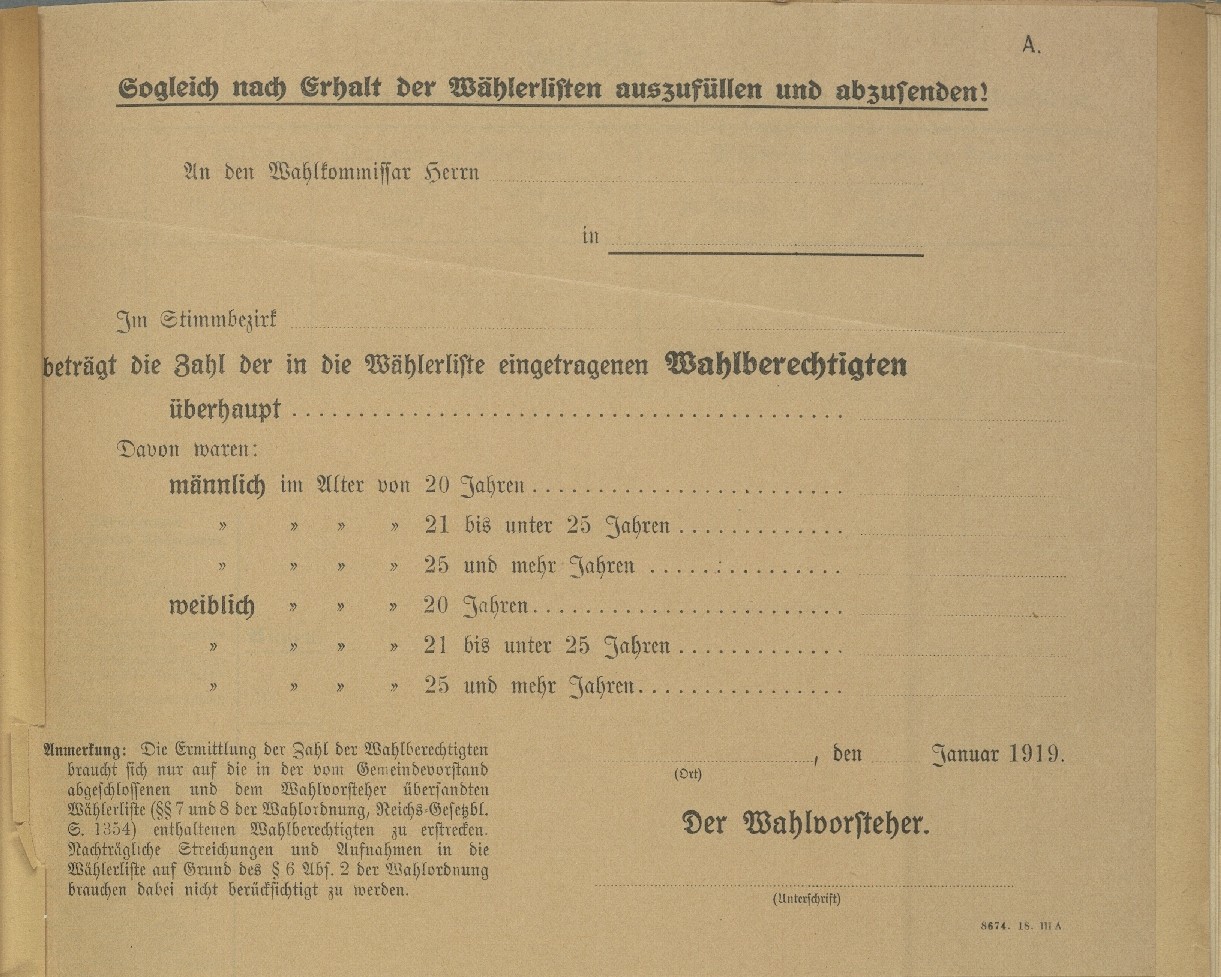 A.
Sogleich nach Erhalt der Wählerlisten auszufüllen und abzusenden!
An den Wahlkommissar Herrn
in
Im Stimmbezirk
beträgt die Zahl der in die Wählerliste eingetragenen Wahlberechtigten
überhaupt . . . . . . . . . . . . . . . . . . . . . . . . . . . . . . . . . . . . . . . . .
Davon waren:
männlich im Alter von 20 Jahren . . . . . . . . . . . . . . . . . . . . . . . .
» » » » 21 bis unter 25 Jahren . . . . . . . . . . . . .
» » » » 25 und mehr Jahren . . . . . . . . . . . . . . .
weiblich » » » 20 Jahren . . . . . . . . . . . . . . . . . . . . . . . .
» » » » 21 bis unter 25 Jahren . . . . . . . . . . . . .
» » » » 25 und mehr Jahren . . . . . . . . . . . . . . . .
Anmerkung: Die Ermittlung der Zahl der Wahlberechtigten
braucht sich nur auf die in der vom Gemeindevorstand
abgeschlossenen und dem Wahlvorsteher übersandten
Wählerliste (§§ 7 und 8 der Wahlordnung, Reichs-Gesetzbl.
S. 1354) enthaltenen Wahlberechtigten zu erstrecken.
Nachträgliche Streichungen und Aufnahmen in die
Wählerliste auf Grund des § 6 Abs. 2 der Wahlordnung
brauchen dabei nicht berücksichtigt zu werden.
, den Januar 1919.
(Ort)
Der Wahlvorsteher.
(Unterschrift)
8674. 18. III A